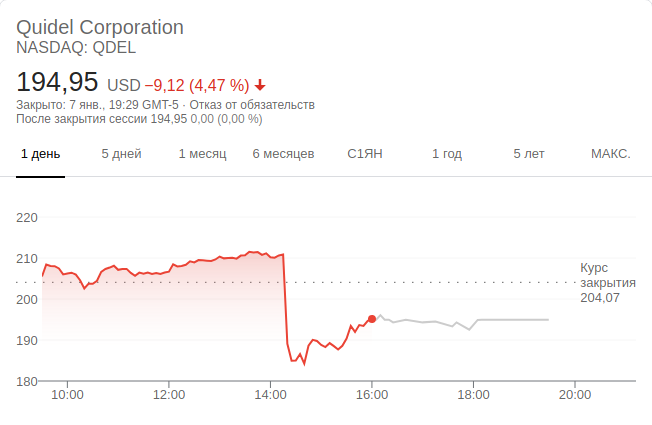 Quidel Corporation
NASDAQ: QDEL
194,95 USD −9,12 (4,47 %)
Закрыто: 7 янв., 19:29 GMT-5 · Отказ от обязательств
После закрытия сессии 194,95 0,00 (0,00 %)
1 день 5 дней 1 месяц 6 месяцев С1ЯН 1 год 5 лет МАКС.
220
210
Курс
закрытия
204,07
200
190
180
10:00 12:00 14:00 16:00 18:00 20:00